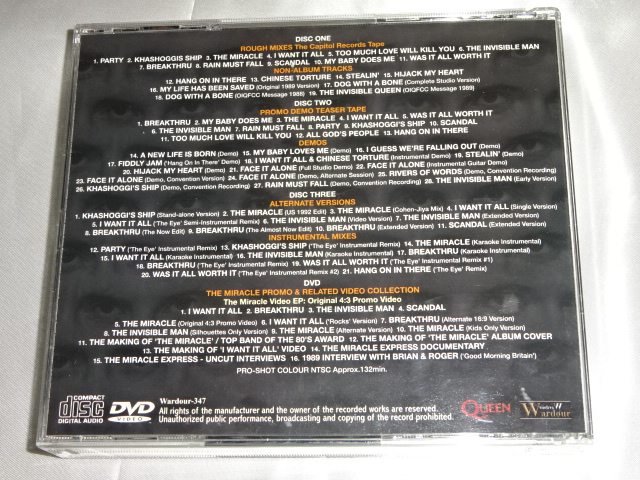 DISC ONE
ROUGH MIXES The Capitol Records Tape
1. PARTY 2. KHASHOGGIS SHIP 3. THE MIRACLE 4. I WANT IT ALL 5. TOO MUCH LOVE WILL KILL YOU 6. THE INVISIBLE MAN
7. BREAKTHRU 8. RAIN MUST FALL 9. SCANDAL 10. MY BABY DOES ME 11. WAS IT ALL WORTH IT
NON-ALBUM TRACKS
12. HANG ON IN THERE 13. CHINESE TORTURE 14. STEALIN' 15. HIJACK MY HEART
16. MY LIFE HAS BEEN SAVED (Original 1989 Version) 17. DOG WITH A BONE (Complete Studio Version)
18. DOG WITH A BONE (OIQFCC Message 1988) 19. THE INVISIBLE QUEEN (OIQFCC Message 1989)
DISC TWO
PROMO DEMO TEASER TAPE
1. BREAKTHRU 2. MY BABY DOES ME 3. THE MIRACLE 4. I WANT IT ALL 5. WAS IT ALL WORTH IT
6. THE INVISIBLE MAN 7. RAIN MUST FALL 8. PARTY 9. KHASHOGGI'S SHIP 10. SCANDAL
11. TOO MUCH LOVE WILL KILL YOU 12. ALL GOD'S PEOPLE 13. HANG ON IN THERE
DEMOS
14. A NEW LIFE IS BORN (Demo) 15. MY BABY LOVES ME (Demo) 16. I GUESS WE'RE FALLING OUT (Demo)
17. FIDDLY JAM ('Hang On In There' Demo) 18. I WANT IT ALL & CHINESE TORTURE (Instrumental Demo) 19. STEALIN' (Demo)
20. HIJACK MY HEART (Demo) 21. FACE IT ALONE (Full Studio Demo) 22. FACE IT ALONE (Instrumental Guitar Demo)
23. FACE IT ALONE (Demo, Convention Version) 24. FACE IT ALONE (Demo, Alternate Session) 25. RIVERS OF WORDS (Demo, Convention Recording)
26. KHASHOGGI'S SHIP (Demo, Convention Recording) 27. RAIN MUST FALL (Demo, Convention Recording) 28. THE INVISIBLE MAN (Early Version)
DISC THREE
ALTERNATE VERSIONS
1. KHASHOGGI'S SHIP (Stand-alone Version) 2. THE MIRACLE (US 1992 Edit) 3. THE MIRACLE (Cohen-Jiya Mix) 4. I WANT IT ALL (Single Version)
5. I WANT IT ALL ('The Eye' Semi-Instrumental Remix) 6. THE INVISIBLE MAN (Video Version) 7. THE INVISIBLE MAN (Extended Version)
8. BREAKTHRU (The Now Edit) 9. BREAKTHRU (The Almost Now Edit) 10. BREAKTHRU (Extended Version) 11. SCANDAL (Extended Version)
INSTRUMENTAL MIXES
12. PARTY ('The Eye' Instrumental Remix) 13. KHASHOGGI'S SHIP ('The Eye' Instrumental Remix) 14. THE MIRACLE (Karaoke Instrumental)
15. I WANT IT ALL (Karaoke Instrumental) 16. THE INVISIBLE MAN (Karaoke Instrumental) 17. BREAKTHRU (Karaoke Instrumental)
18. BREAKTHRU ('The Eye' Instrumental Remix) 19. WAS IT ALL WORTH IT ('The Eye' Instrumental Remix #1)
20. WAS IT ALL WORTH IT ('The Eye' Instrumental Remix #2) 21. HANG ON IN THERE ('The Eye' Remix)
DVD
THE MIRACLE PROMO & RELATED VIDEO COLLECTION
The Miracle Video EP: Original 4:3 Promo Video
1. I WANT IT ALL 2. BREAKTHRU 3. THE INVISIBLE MAN 4. SCANDAL
5. THE MIRACLE (Original 4:3 Promo Video) 6. I WANT IT ALL ('Rocks' Version) 7. BREAKTHRU (Alternate 16:9 Version)
8. THE INVISIBLE MAN (Silhouettes Only Version) 9. THE MIRACLE (Alternate Version) 10. THE MIRACLE (Kids Only Version)
11. THE MAKING OF 'THE MIRACLE' / TOP BAND OF THE 80'S AWARD 12. THE MAKING OF 'THE MIRACLE' ALBUM COVER
13. THE MAKING OF 'I WANT IT ALL' VIDEO 14. THE MIRACLE EXPRESS DOCUMENTARY
15. THE MIRACLE EXPRESS - UNCUT INTERVIEWS 16. 1989 INTERVIEW WITH BRIAN & ROGER ('Good Morning Britain')
PRO-SHOT COLOUR NTSC Approx.132min.
COMPACT disc DIGITAL AUDIO
DVD VIDEO
Wardour-347
All rights of the manufacturer and the owner of the recorded works are reserved.
Unauthorized public performance, broadcasting and copying of the record prohibited.
QUEEN
Wardour